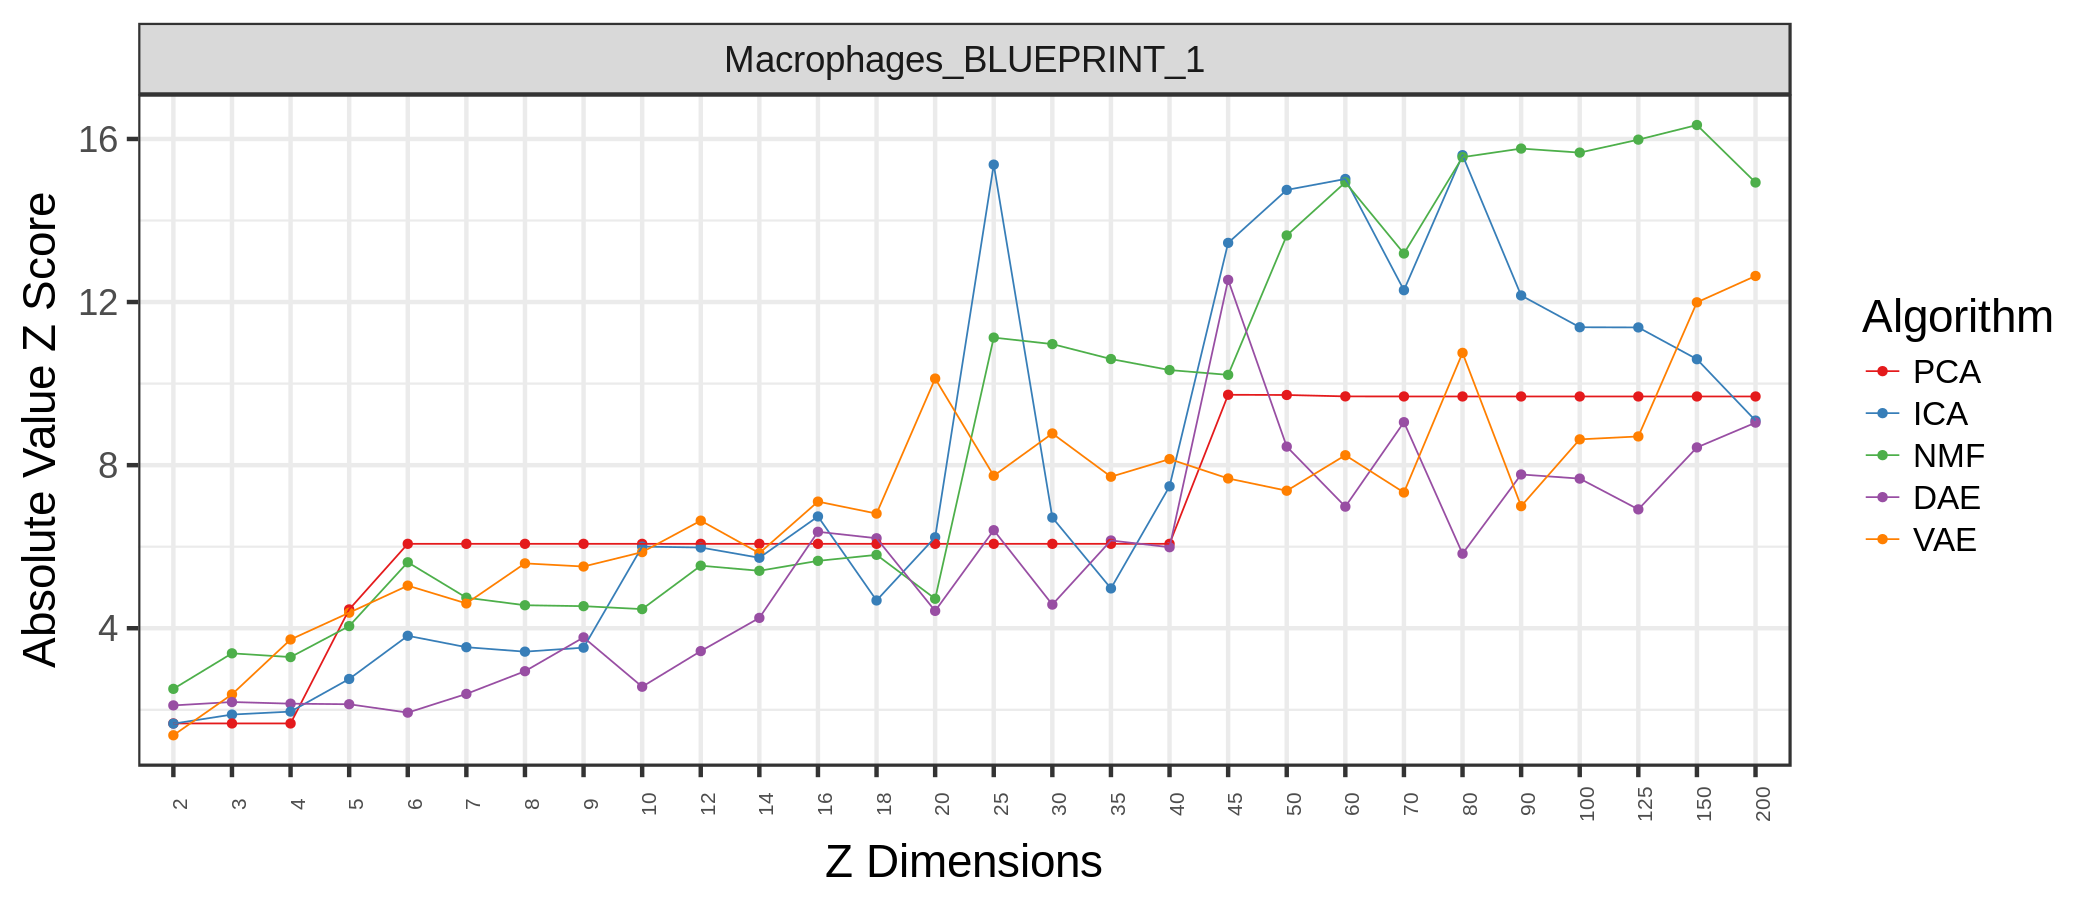 Macrophages_BLUEPRINT_1
Absolute Value Z Score
16
12
8
4
2 3 4 5 6 7 8 9 10 12 14 16 18 20 25 30 35 40 45 50 60 70 80 90 100 125 150 200
Z Dimensions
Algorithm
PCA
ICA
NMF
DAE
VAE